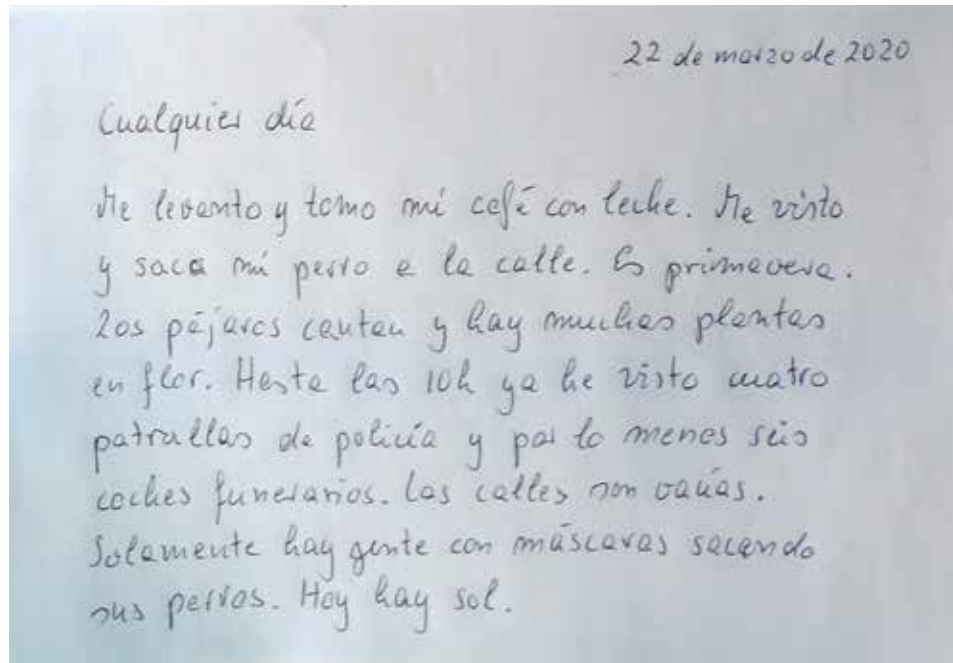 22 de marzo de 2020
Cualquier día
Me levanto y tomo mi café con leche. Me visto
y saca mi perro a la calle. Es primavera.
Los pájaros cantan y hay muchas plantas
en flor. Hasta las 10h ya he visto cuatro
patrullas de policía y por lo menos seis
coches funerarios. Las calles son vacías.
Solamente hay gente con máscaras sacando
sus perros. Hoy hay sol.